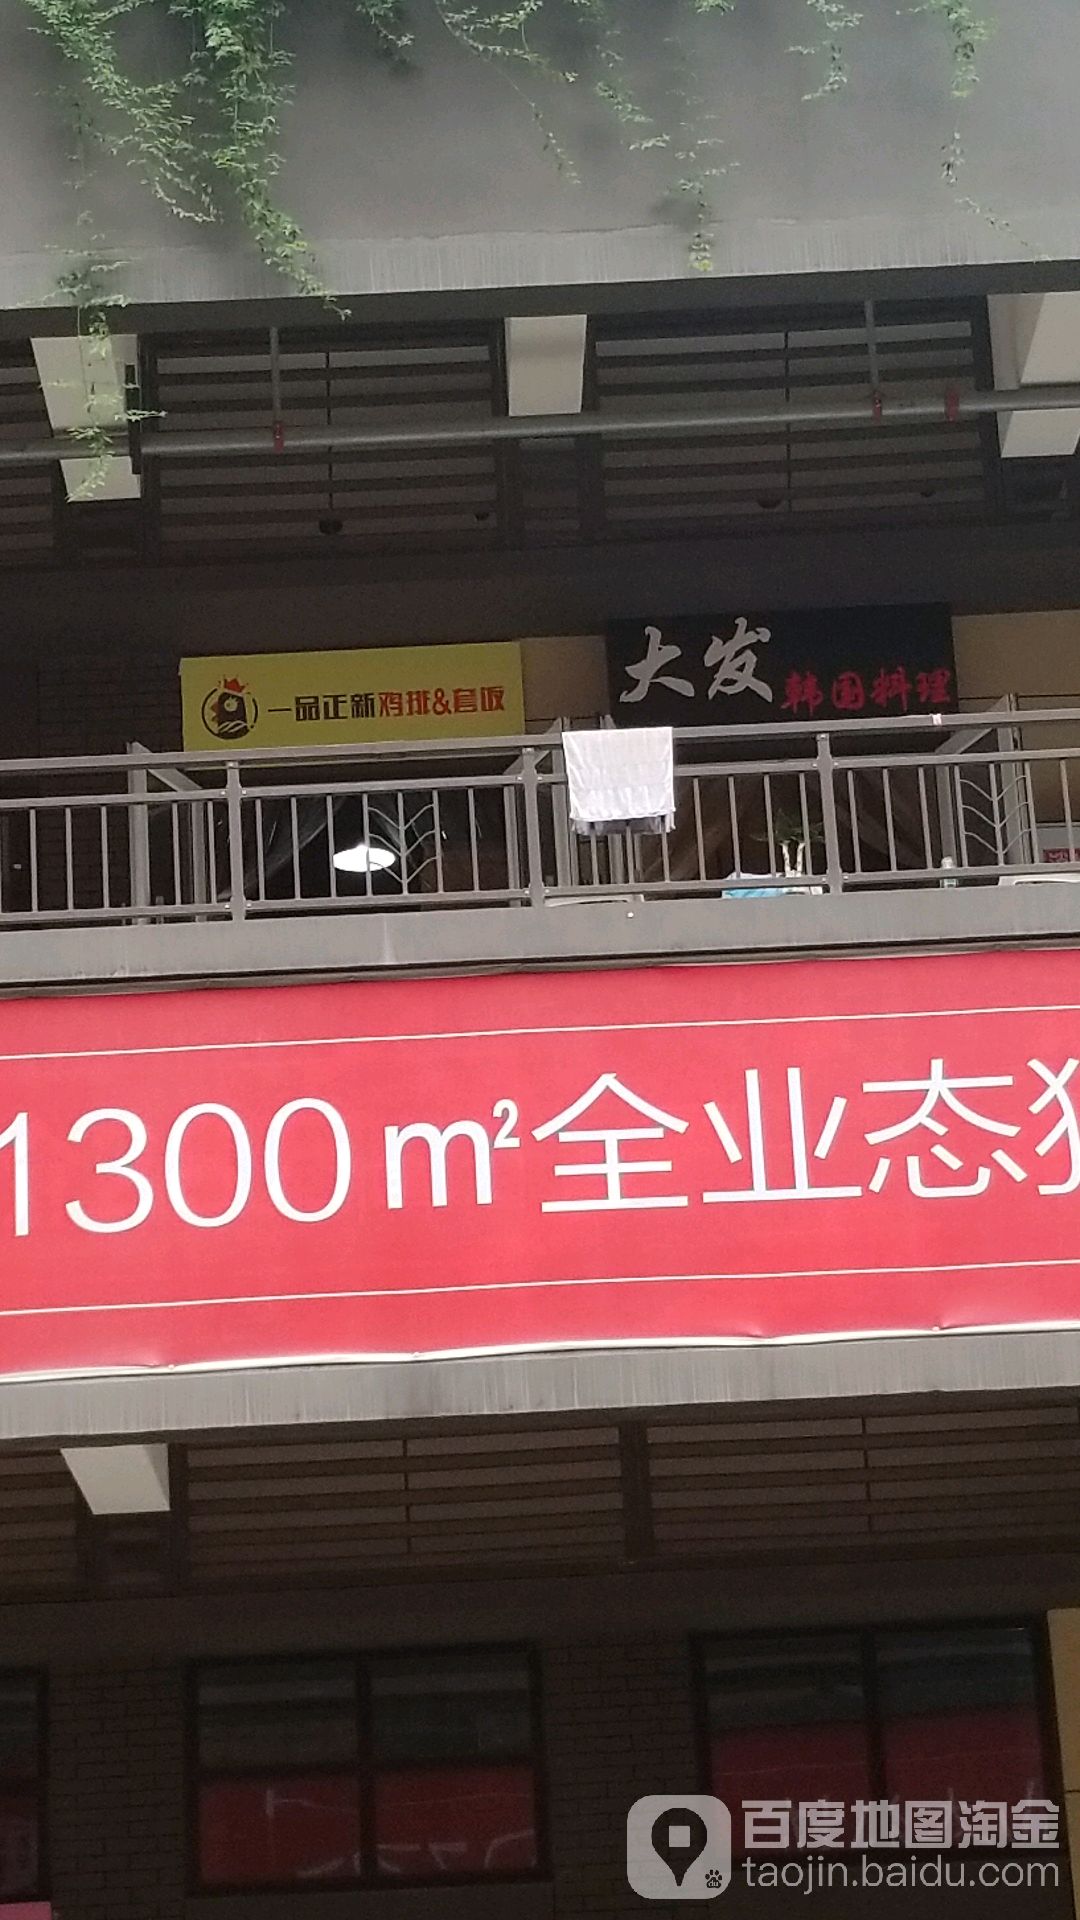 一品正新鸡排&套饭
大发韩国料理
1300m²全业态
百度地图淘金
taojin.baidu.com